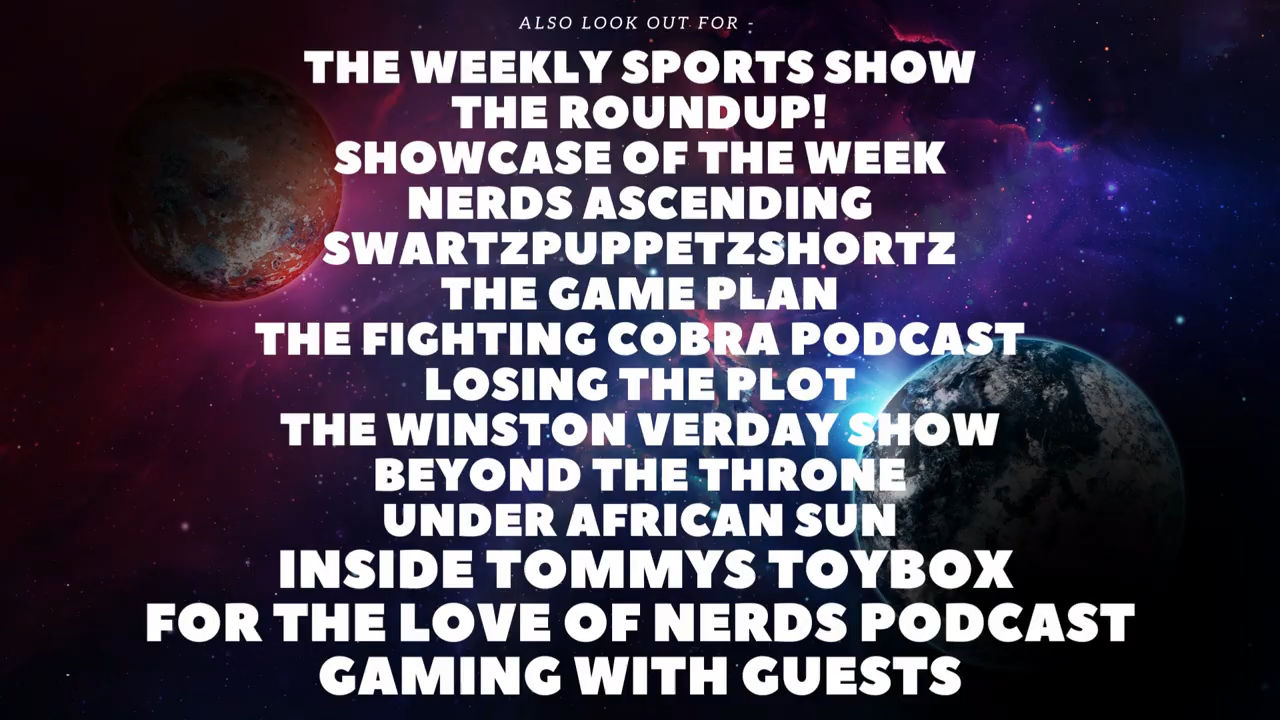 ALSO LOOK OUT FOR -
THE WEEKLY SPORTS SHOW
THE ROUNDUP!
SHOWCASE OF THE WEEK
NERDS ASCENDING
SWARTZPUPPETZSHORTZ
THE GAME PLAN
THE FIGHTING COBRA PODCAST
LOSING THE PLOT
THE WINSTON VERDAY SHOW
BEYOND THE THRONE
UNDER AFRICAN SUN
INSIDE TOMMYS TOYBOX
FOR THE LOVE OF NERDS PODCAST
GAMING WITH GUESTS